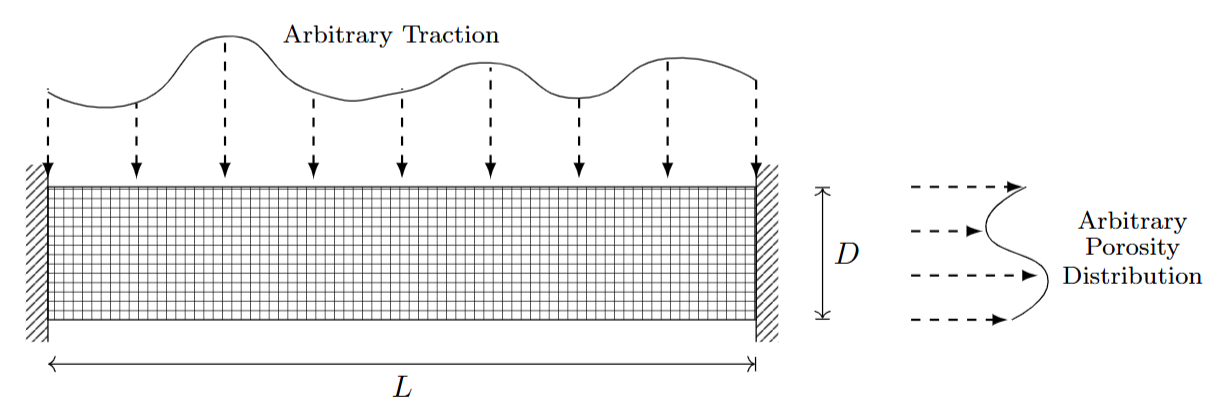 Arbitrary Traction
D
Arbitrary
Porosity
Distribution
L